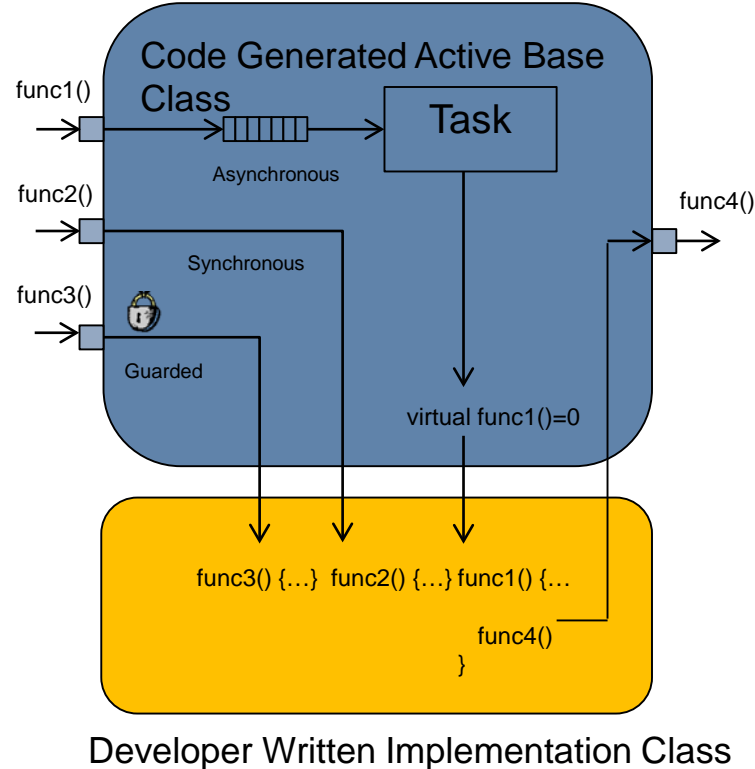 Code Generated Active Base
Class
func1()
Task
Asynchronous
func2()
func4()
Synchronous
func3()
Guarded
virtual func1()=0
func3() {…} func2() {…} func1() {…
func4()
}
Developer Written Implementation Class